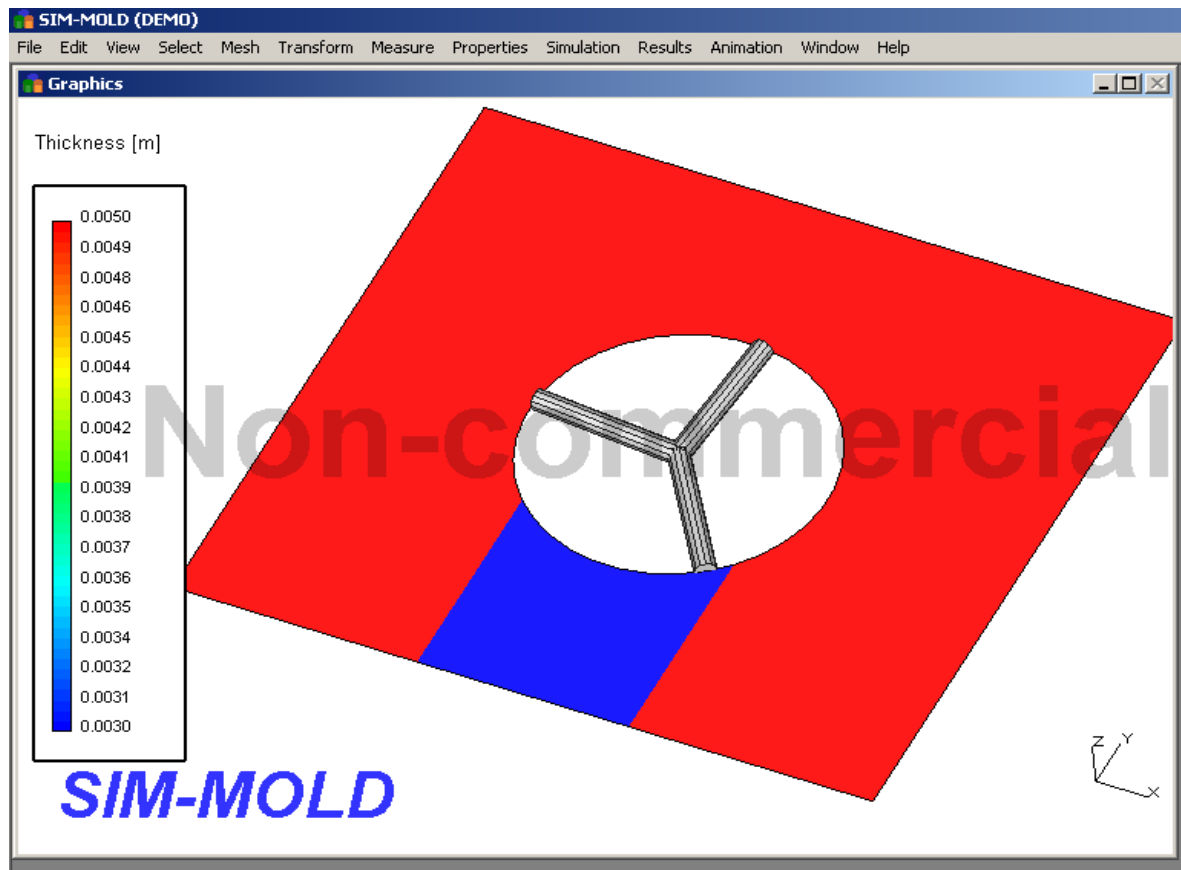 SIM-MOLD (DEMO)
File Edit View Select Mesh Transform Measure Properties Simulation Results Animation Window Help
Graphics
Thickness [m]
0.0050
0.0049
0.0048
0.0046
0.0045
0.0044
0.0043
0.0042
0.0041
0.0039
0.0038
0.0037
0.0036
0.0035
0.0034
0.0032
0.0031
0.0030
Non-commercial
SIM-MOLD
Z Y
X